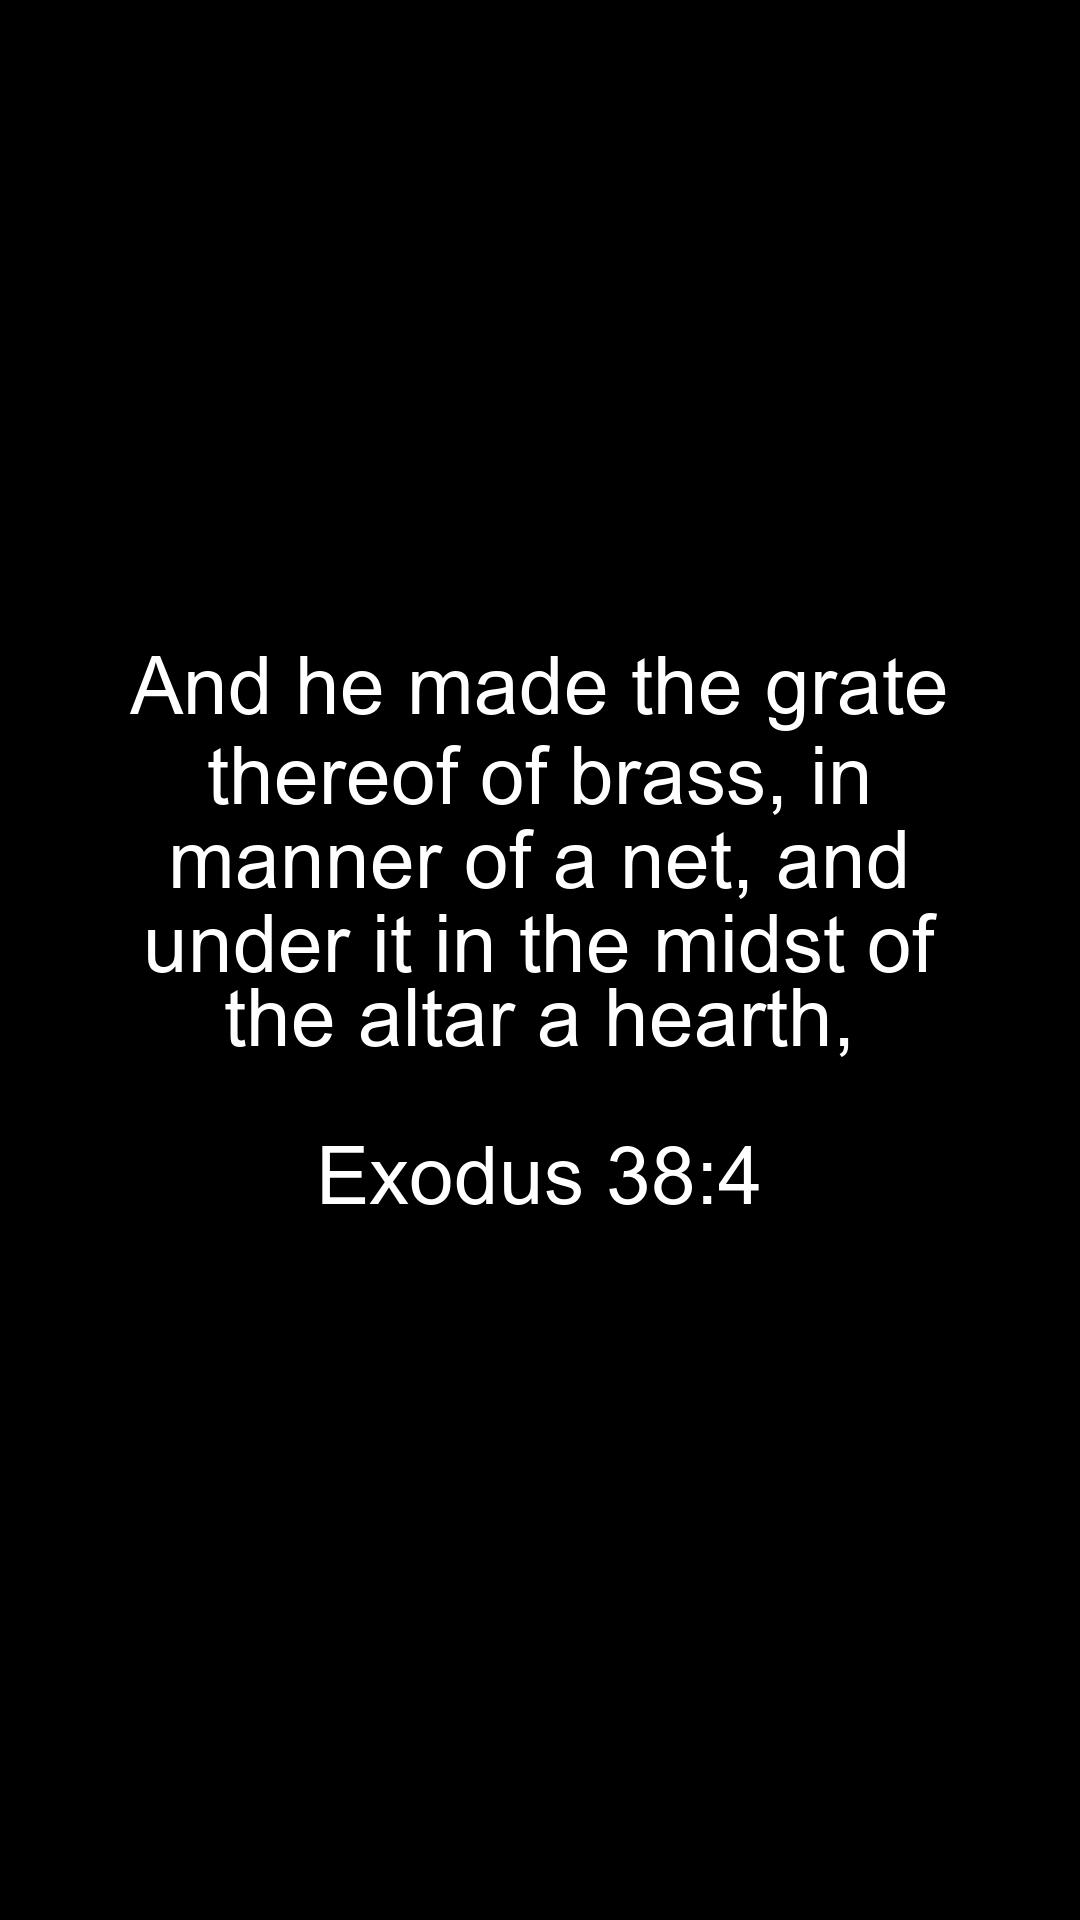 And he made the grate
thereof of brass, in
manner of a net, and
under it in the midst of
the altar a hearth,
Exodus 38:4